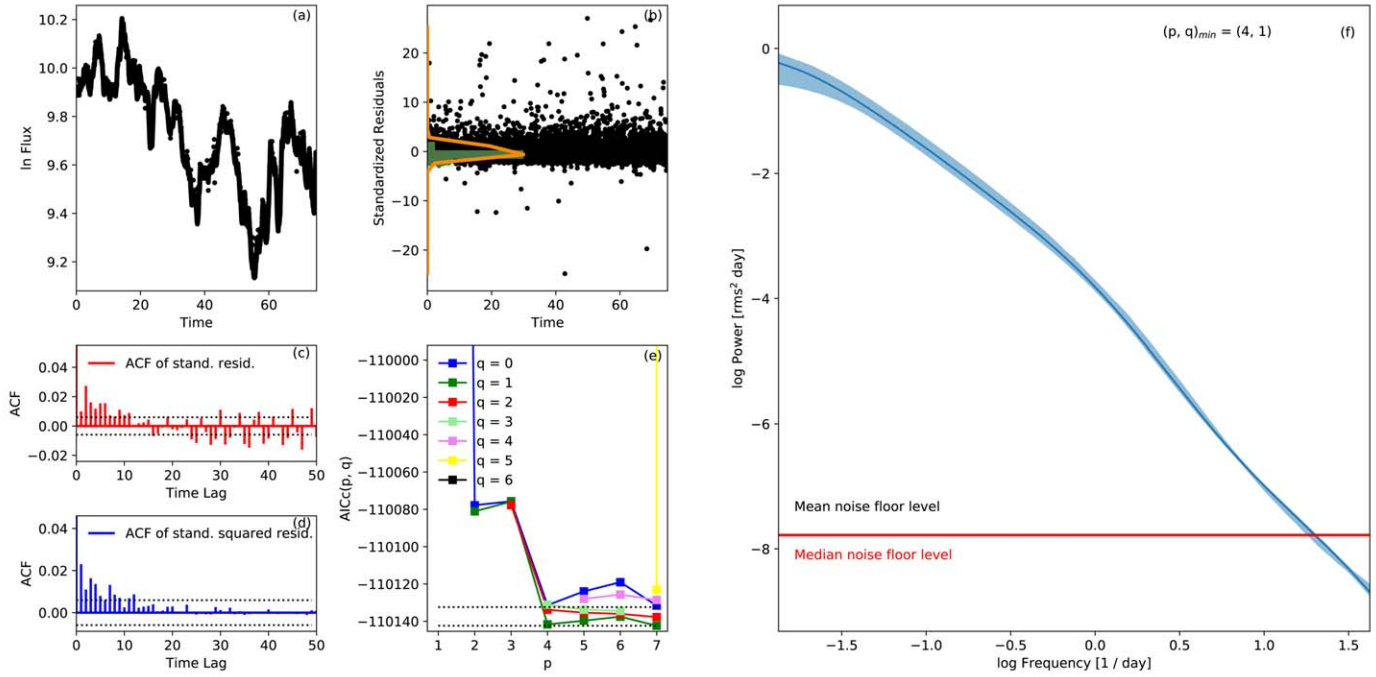 (a)
10.2
10.0
9.8
9.6
9.4
9.2
ln Flux
0 20 40 60
Time
(b)
20
10
0
−10
−20
Standardized Residuals
0 20 40 60
Time
(c)
ACF of stand. resid.
0.04
0.02
0.00
−0.02
ACF
0 10 20 30 40 50
Time Lag
(d)
ACF of stand. squared resid.
0.04
0.02
0.00
ACF
0 10 20 30 40 50
Time Lag
(e)
−110000
−110020
−110040
−110060
−110080
−110100
−110120
−110140
AICc(p, q)
q = 0
q = 1
q = 2
q = 3
q = 4
q = 5
q = 6
1 2 3 4 5 6 7
p
(p, q)min = (4, 1) (f)
0
−2
−4
−6
−8
log Power [rms² day]
Mean noise floor level
Median noise floor level
−1.5 −1.0 −0.5 0.0 0.5 1.0 1.5
log Frequency [1 / day]